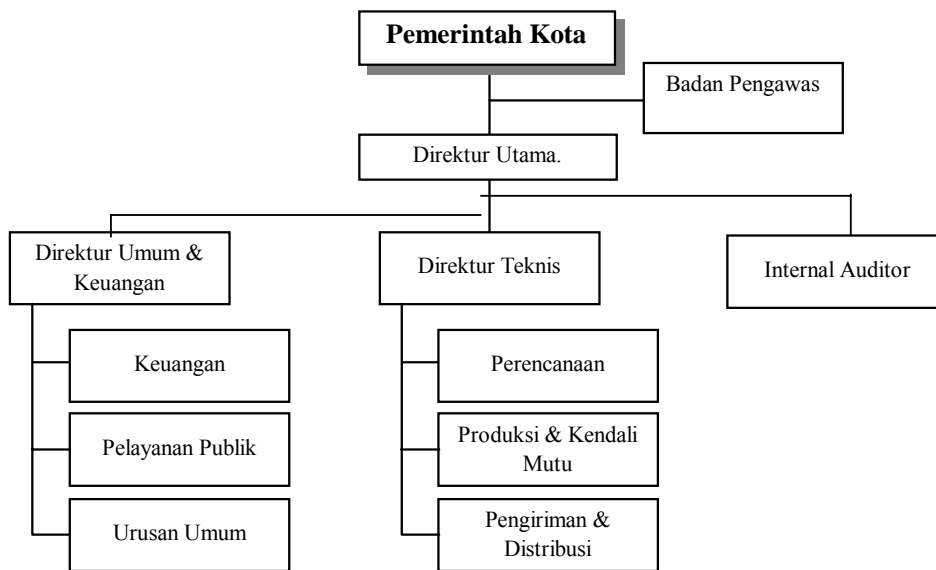 Pemerintah Kota
Badan Pengawas
Direktur Utama.
Direktur Umum &
Keuangan
Direktur Teknis
Internal Auditor
Keuangan
Perencanaan
Pelayanan Publik
Produksi & Kendali
Mutu
Urusan Umum
Pengiriman &
Distribusi